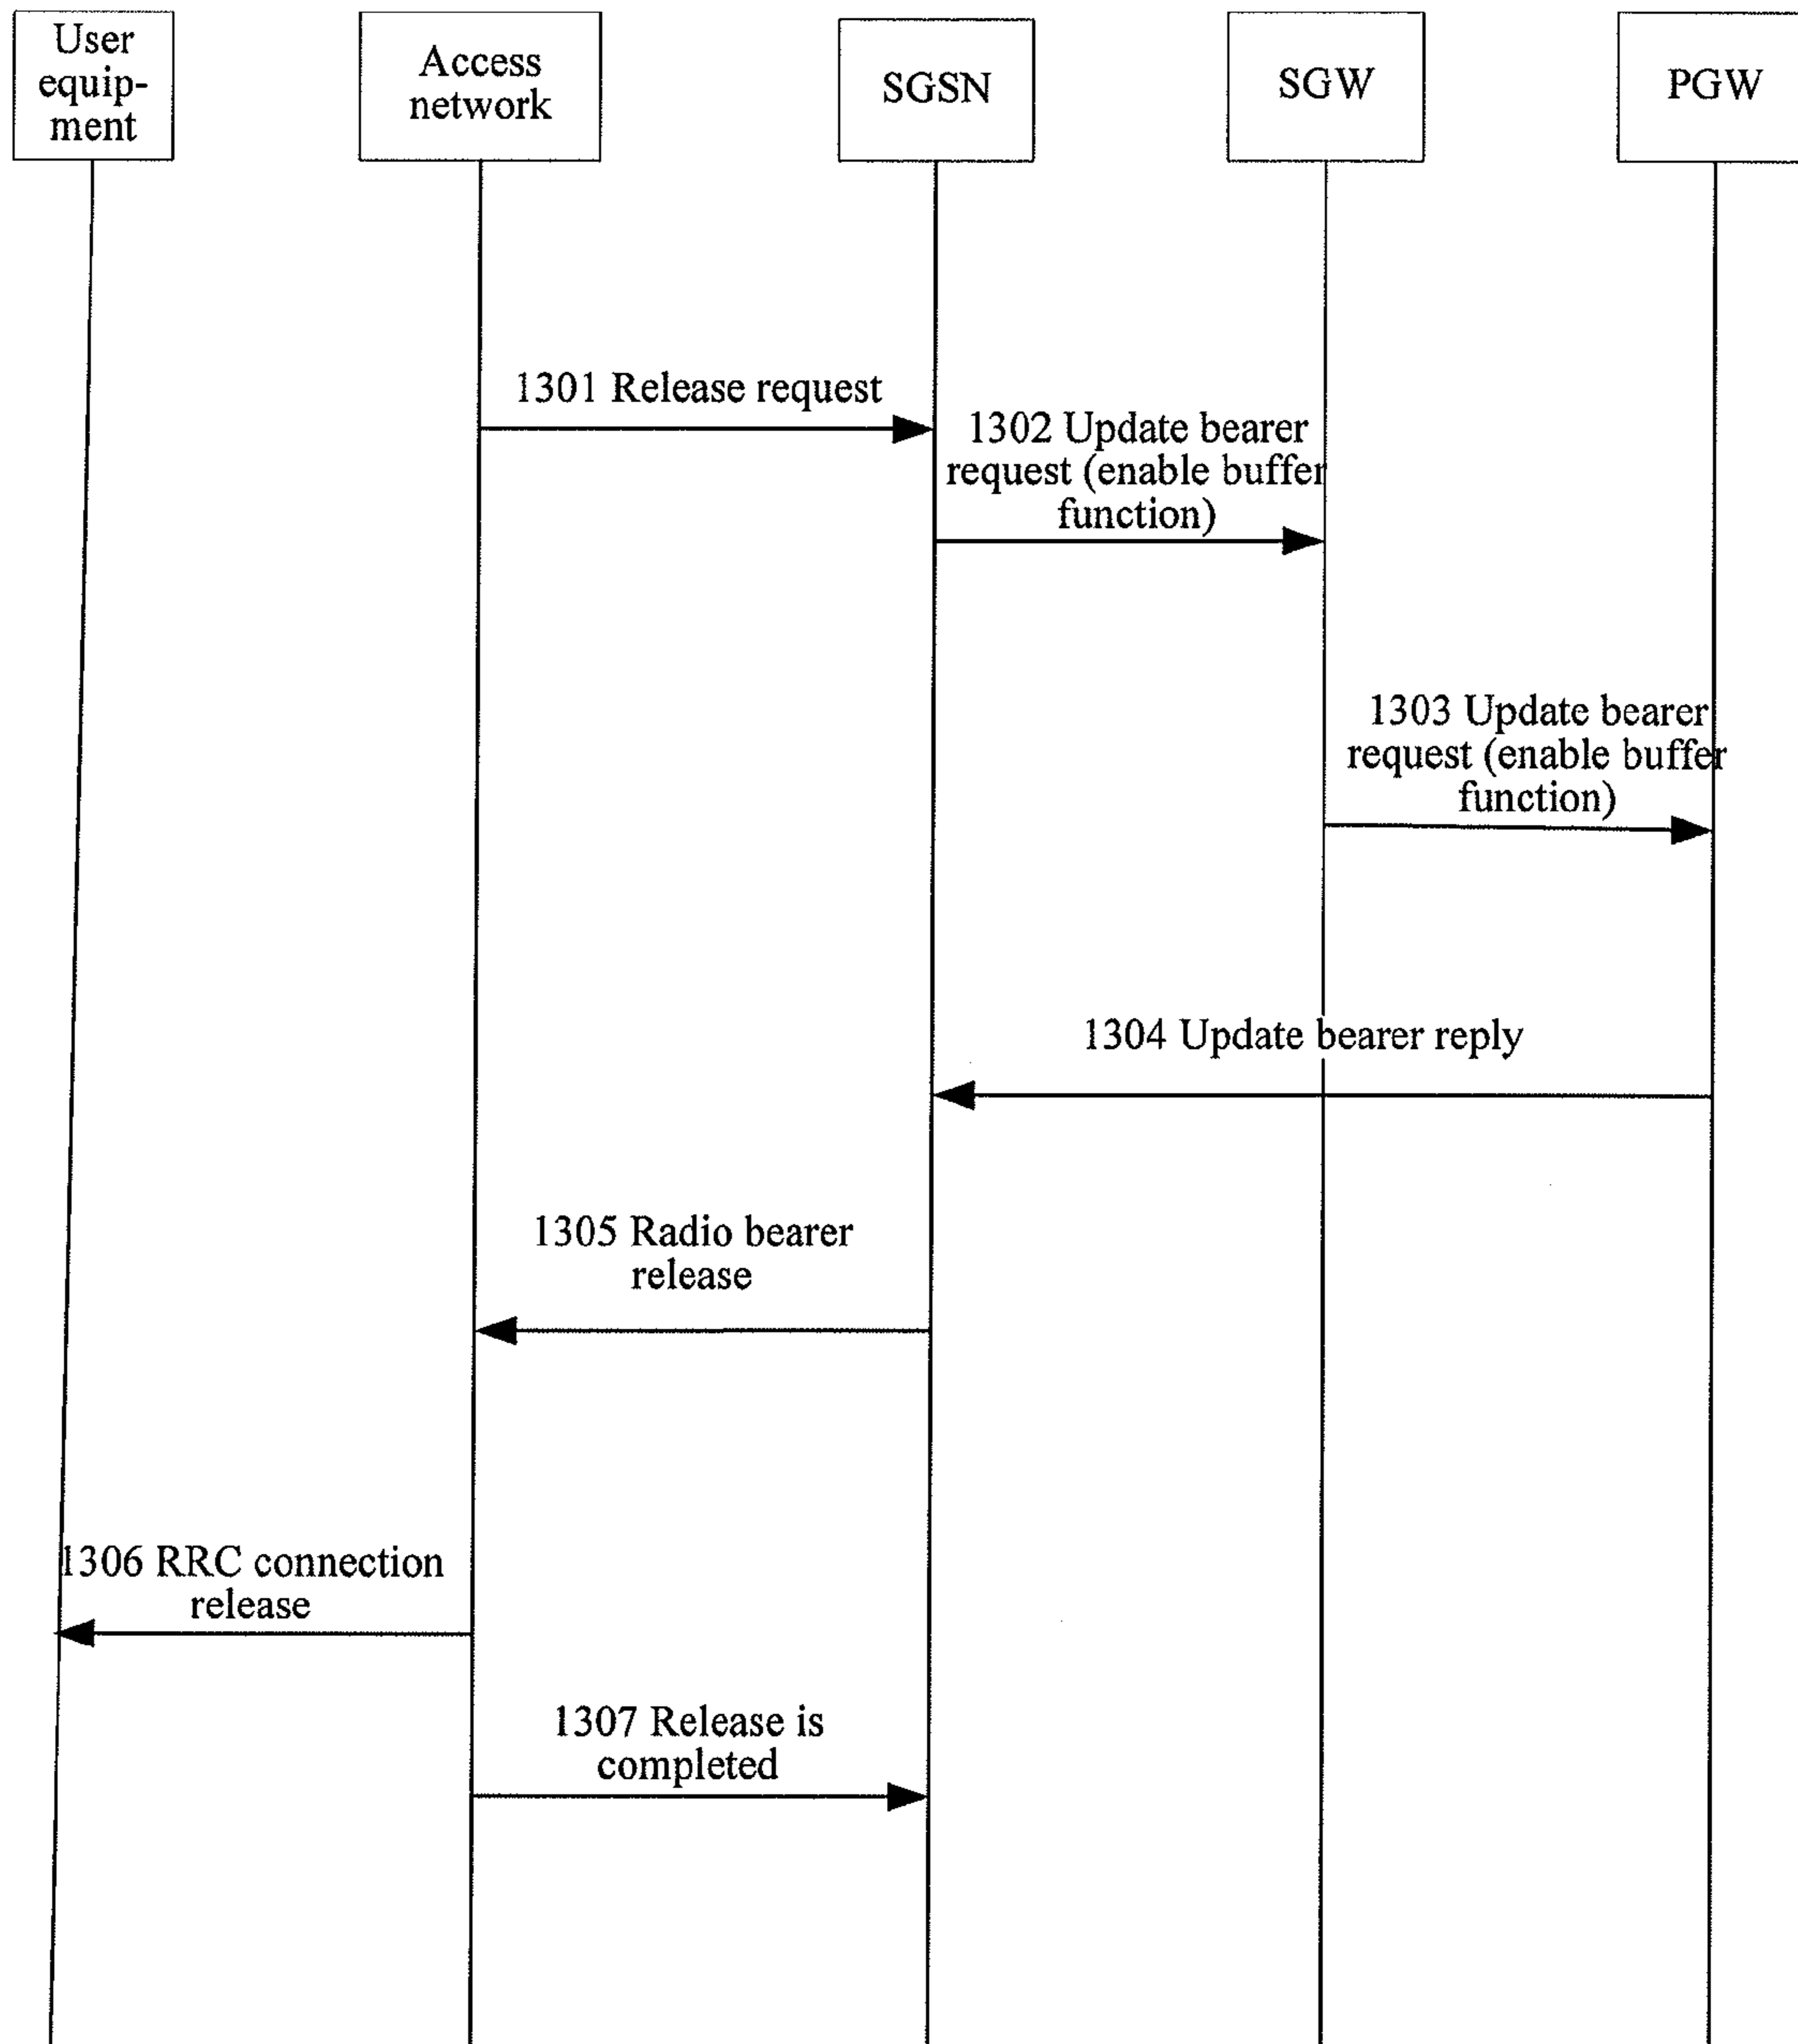 User
equip-
ment
Access
network
SGSN
SGW
PGW
1301 Release request
1302 Update bearer
request (enable buffer
function)
1303 Update bearer
request (enable buffer
function)
1304 Update bearer reply
1305 Radio bearer
release
1306 RRC connection
release
1307 Release is
completed